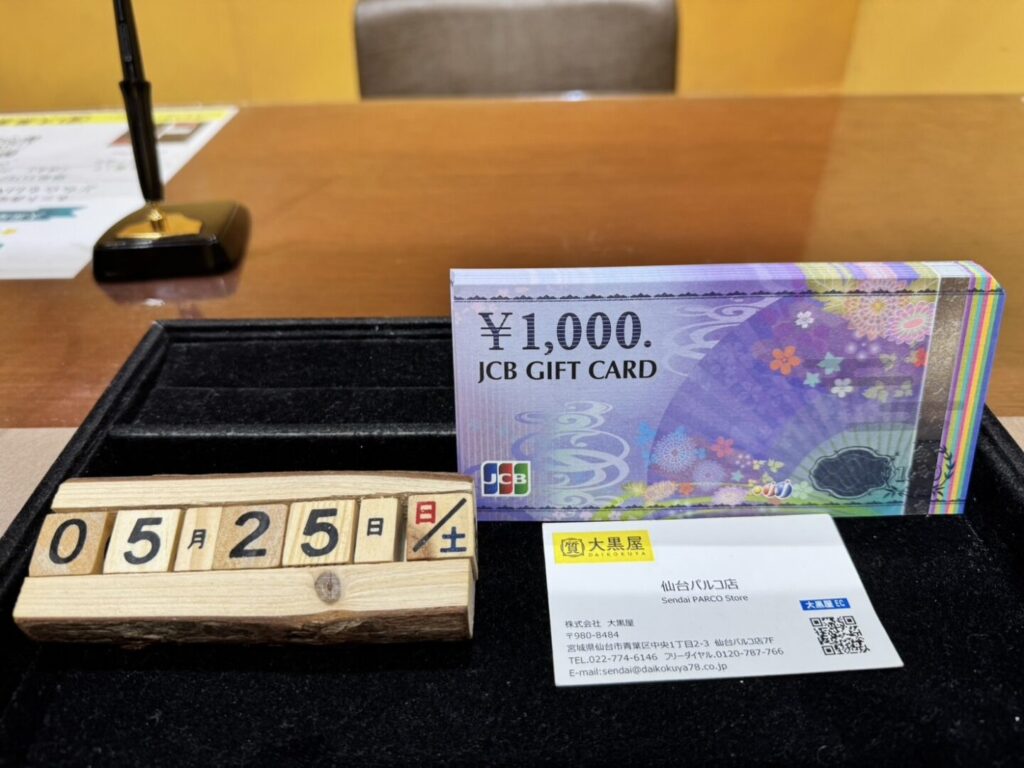 ¥1,000.
JCB GIFT CARD
JCB
05月25日 日/土
質 大黒屋
DAIKOKUYA
仙台パルコ店
Sendai PARCO Store
大黒屋 EC
株式会社 大黒屋
〒980-8484
宮城県仙台市青葉区中央1丁目2-3 仙台パルコ店7F
TEL.022-774-6146 フリーダイヤル.0120-787-766
E-mail:sendai@daikokuya78.co.jp